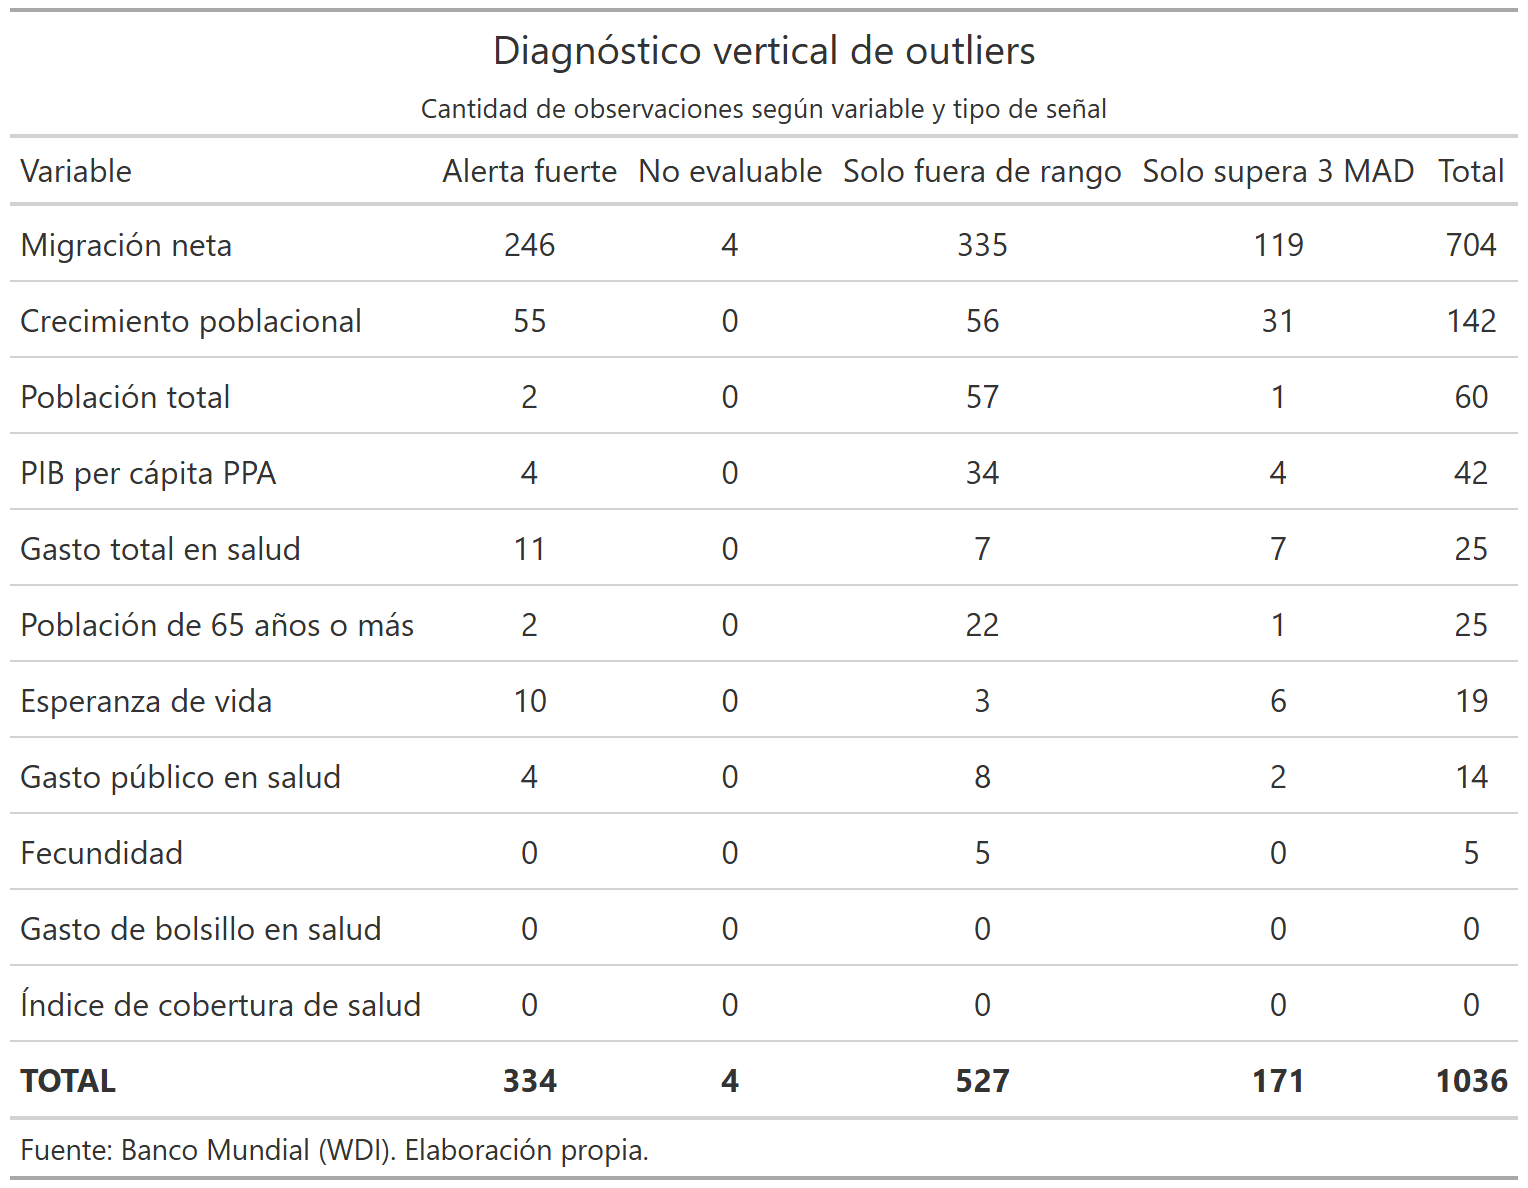 Diagnóstico vertical de outliers
Cantidad de observaciones según variable y tipo de señal
Variable Alerta fuerte No evaluable Solo fuera de rango Solo supera 3 MAD Total
Migración neta 246 4 335 119 704
Crecimiento poblacional 55 0 56 31 142
Población total 2 0 57 1 60
PIB per cápita PPA 4 0 34 4 42
Gasto total en salud 11 0 7 7 25
Población de 65 años o más 2 0 22 1 25
Esperanza de vida 10 0 3 6 19
Gasto público en salud 4 0 8 2 14
Fecundidad 0 0 5 0 5
Gasto de bolsillo en salud 0 0 0 0 0
Índice de cobertura de salud 0 0 0 0 0
TOTAL 334 4 527 171 1036
Fuente: Banco Mundial (WDI). Elaboración propia.